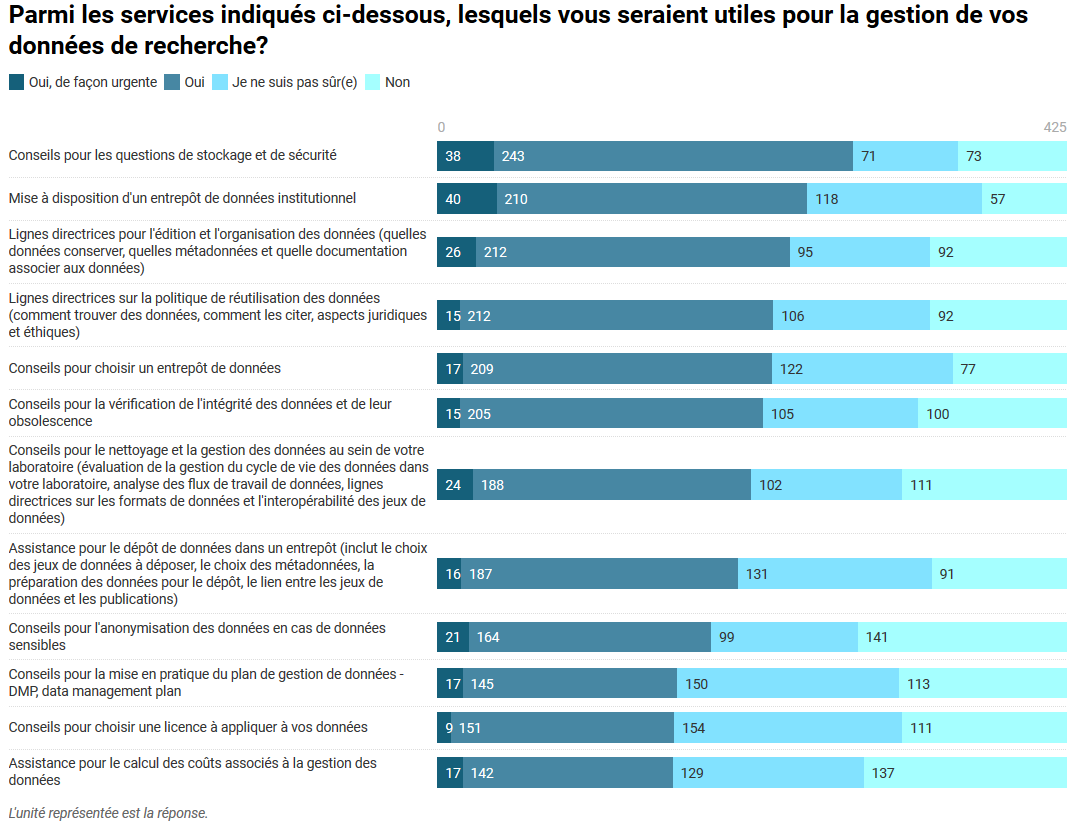 Parmi les services indiqués ci-dessous, lesquels vous seraient utiles pour la gestion de vos
données de recherche?
Oui, de façon urgente Oui Je ne suis pas sûr(e) Non
0 425
Conseils pour les questions de stockage et de sécurité
38 243 71 73
Mise à disposition d'un entrepôt de données institutionnel
40 210 118 57
Lignes directrices pour l'édition et l'organisation des données (quelles
données conserver, quelles métadonnées et quelle documentation
associer aux données)
26 212 95 92
Lignes directrices sur la politique de réutilisation des données
(comment trouver des données, comment les citer, aspects juridiques
et éthiques)
15 212 106 92
Conseils pour choisir un entrepôt de données
17 209 122 77
Conseils pour la vérification de l'intégrité des données et de leur
obsolescence
15 205 105 100
Conseils pour le nettoyage et la gestion des données au sein de votre
laboratoire (évaluation de la gestion du cycle de vie des données dans
votre laboratoire, analyse des flux de travail de données, lignes
directrices sur les formats de données et l'interopérabilité des jeux de
données)
24 188 102 111
Assistance pour le dépôt de données dans un entrepôt (inclut le choix
des jeux de données à déposer, le choix des métadonnées, la
préparation des données pour le dépôt, le lien entre les jeux de
données et les publications)
16 187 131 91
Conseils pour l'anonymisation des données en cas de données
sensibles
21 164 99 141
Conseils pour la mise en pratique du plan de gestion de données -
DMP, data management plan
17 145 150 113
Conseils pour choisir une licence à appliquer à vos données
9 151 154 111
Assistance pour le calcul des coûts associés à la gestion des
données
17 142 129 137
L'unité représentée est la réponse.